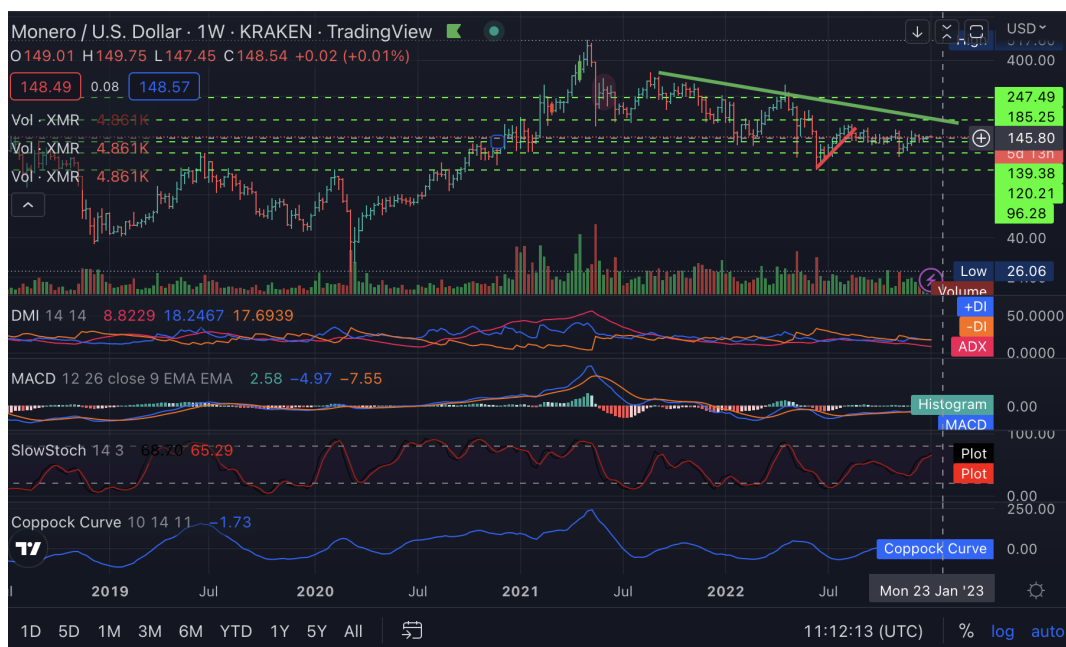 Monero / U.S. Dollar · 1W · KRAKEN · TradingView
USD
O149.01 H149.75 L147.45 C148.54 +0.02 (+0.01%)
High 517.60
400.00
148.49 0.08 148.57
247.49
Vol · XMR 4.861K
185.25
145.80
Vol · XMR 4.861K
5d 13h
Vol · XMR 4.861K
139.38
120.21
96.28
40.00
Low 26.06
Volume
DMI 14 14 8.8229 18.2467 17.6939
+DI
50.0000
-DI
ADX
0.0000
MACD 12 26 close 9 EMA EMA 2.58 −4.97 −7.55
Histogram 0.00
MACD
100.00
SlowStoch 14 3 68.70 65.29
Plot
Plot
0.00
250.00
Coppock Curve 10 14 11 −1.73
Coppock Curve 0.00
2019 Jul 2020 Jul 2021 Jul 2022 Jul Mon 23 Jan '23
1D 5D 1M 3M 6M YTD 1Y 5Y All 11:12:13 (UTC) % log auto